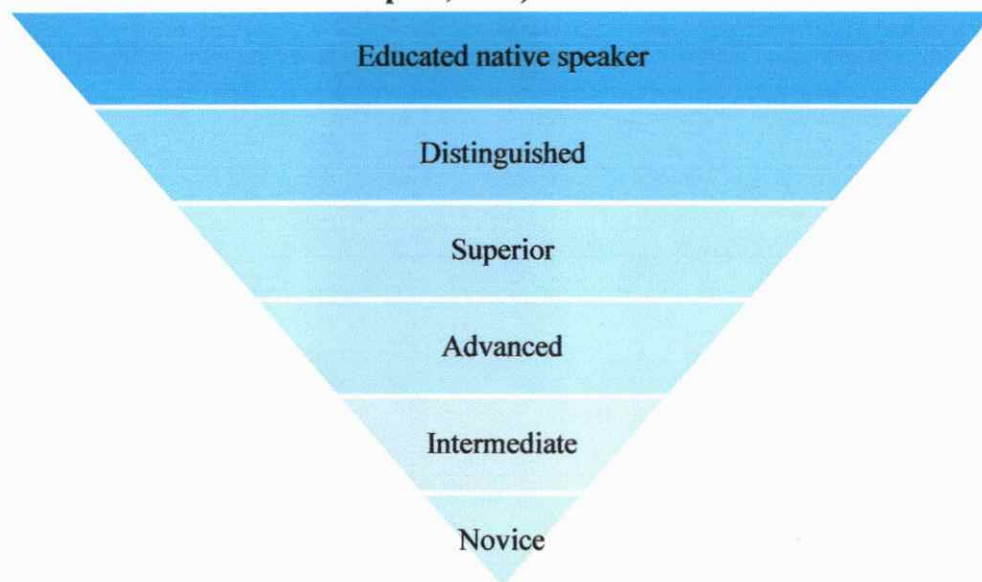 Educated native speaker
Distinguished
Superior
Advanced
Intermediate
Novice